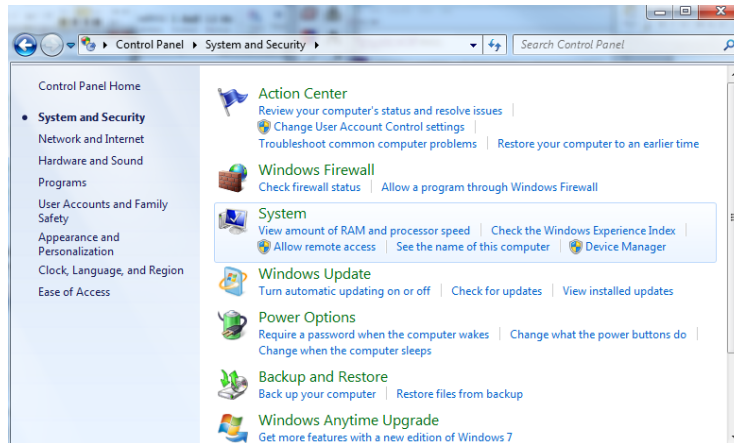 Control Panel ▸ System and Security ▸
Search Control Panel
Control Panel Home
System and Security
Network and Internet
Hardware and Sound
Programs
User Accounts and Family
Safety
Appearance and
Personalization
Clock, Language, and Region
Ease of Access
Action Center
Review your computer's status and resolve issues
Change User Account Control settings
Troubleshoot common computer problems | Restore your computer to an earlier time
Windows Firewall
Check firewall status | Allow a program through Windows Firewall
System
View amount of RAM and processor speed | Check the Windows Experience Index
Allow remote access | See the name of this computer | Device Manager
Windows Update
Turn automatic updating on or off | Check for updates | View installed updates
Power Options
Require a password when the computer wakes | Change what the power buttons do
Change when the computer sleeps
Backup and Restore
Back up your computer | Restore files from backup
Windows Anytime Upgrade
Get more features with a new edition of Windows 7